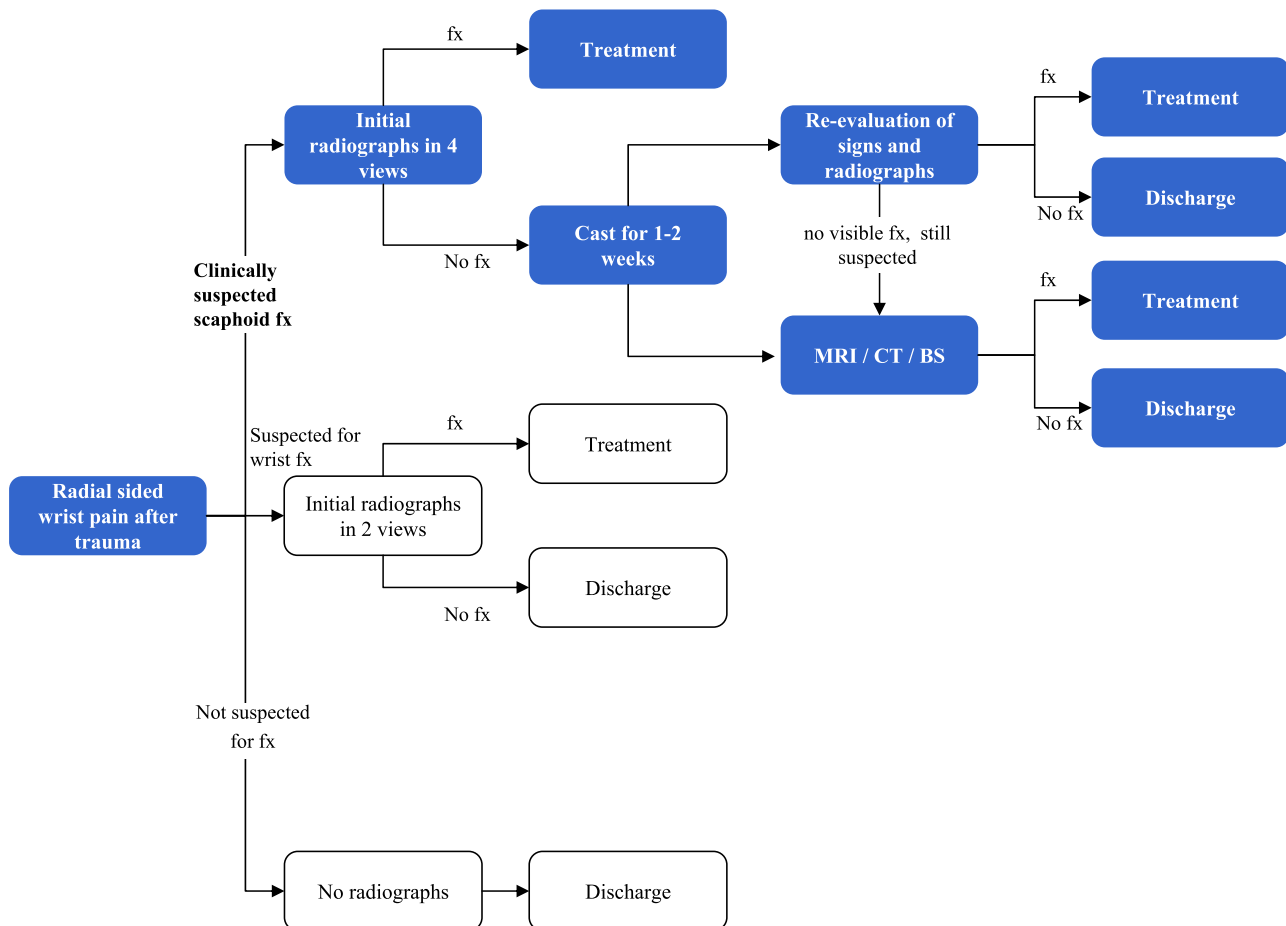 fx
Treatment
Initial
radiographs in 4
views
No fx
Cast for 1-2
weeks
Re-evaluation of
signs and
radiographs
fx
Treatment
No fx
Discharge
no visible fx, still
suspected
MRI / CT / BS
fx
Treatment
No fx
Discharge
Clinically
suspected
scaphoid fx
Radial sided
wrist pain after
trauma
Suspected for
wrist fx
Initial radiographs
in 2 views
fx
Treatment
No fx
Discharge
Not suspected
for fx
No radiographs
Discharge